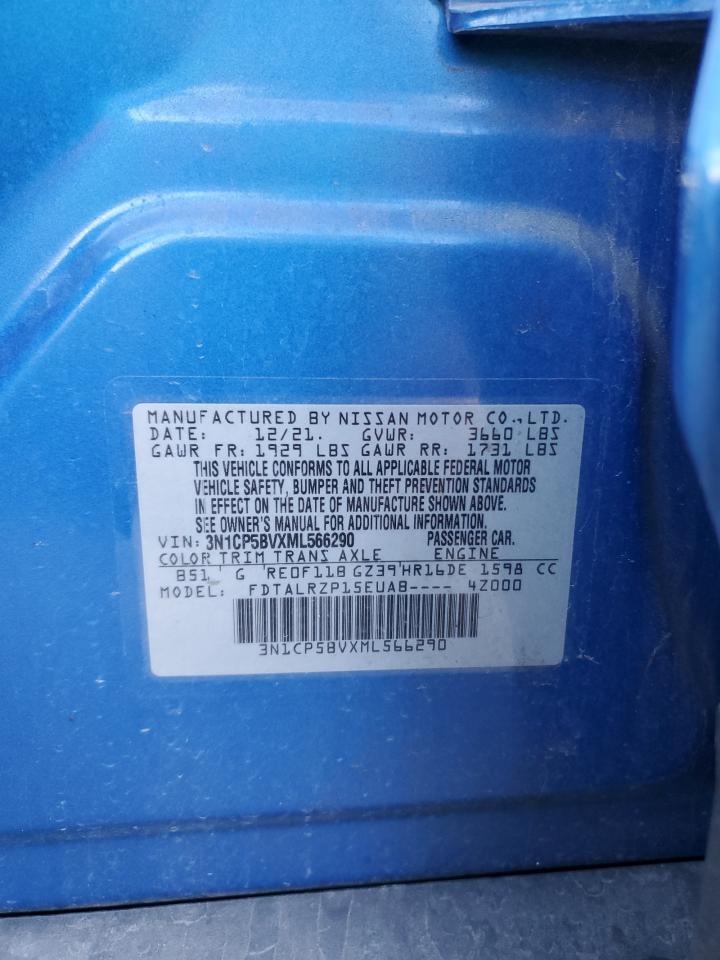 MANUFACTURED BY NISSAN MOTOR CO., LTD.
DATE: 12/21. GVWR: 3660 LBS
GAWR FR: 1929 LBS GAWR RR: 1731 LBS
THIS VEHICLE CONFORMS TO ALL APPLICABLE FEDERAL MOTOR
VEHICLE SAFETY, BUMPER AND THEFT PREVENTION STANDARDS
IN EFFECT ON THE DATE OF MANUFACTURE SHOWN ABOVE.
SEE OWNER'S MANUAL FOR ADDITIONAL INFORMATION.
VIN: 3N1CP5BVXML566290 PASSENGER CAR.
COLOR TRIM TRANS AXLE ENGINE
B51 G RE0F11B GZ39 HR16DE 1598 CC
MODEL: FDTALRZP15EUAB---- 4Z000
3N1CP5BVXML566290